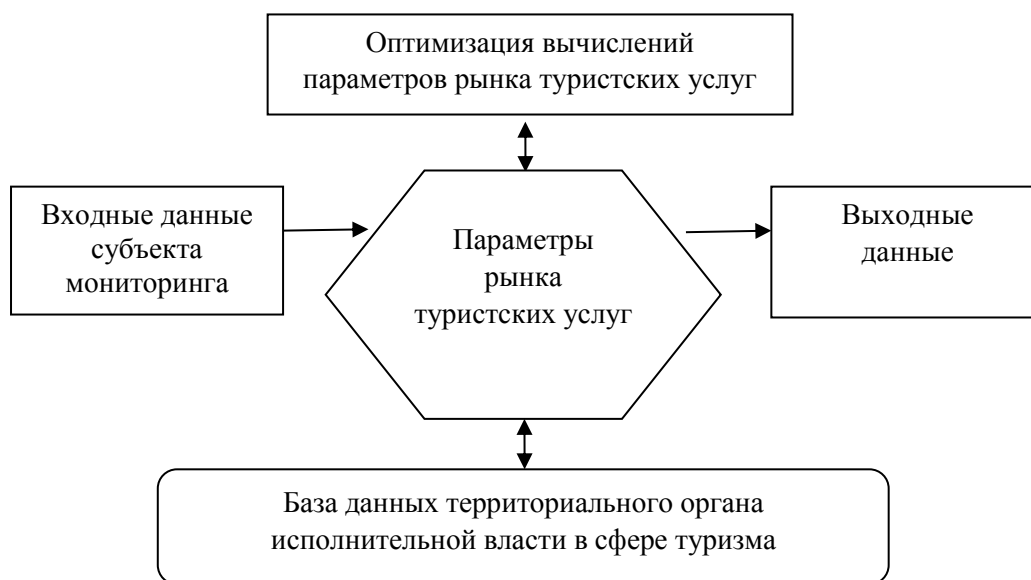 Оптимизация вычислений
параметров рынка туристских услуг
Входные данные
субъекта
мониторинга
Параметры
рынка
туристских услуг
Выходные
данные
База данных территориального органа
исполнительной власти в сфере туризма